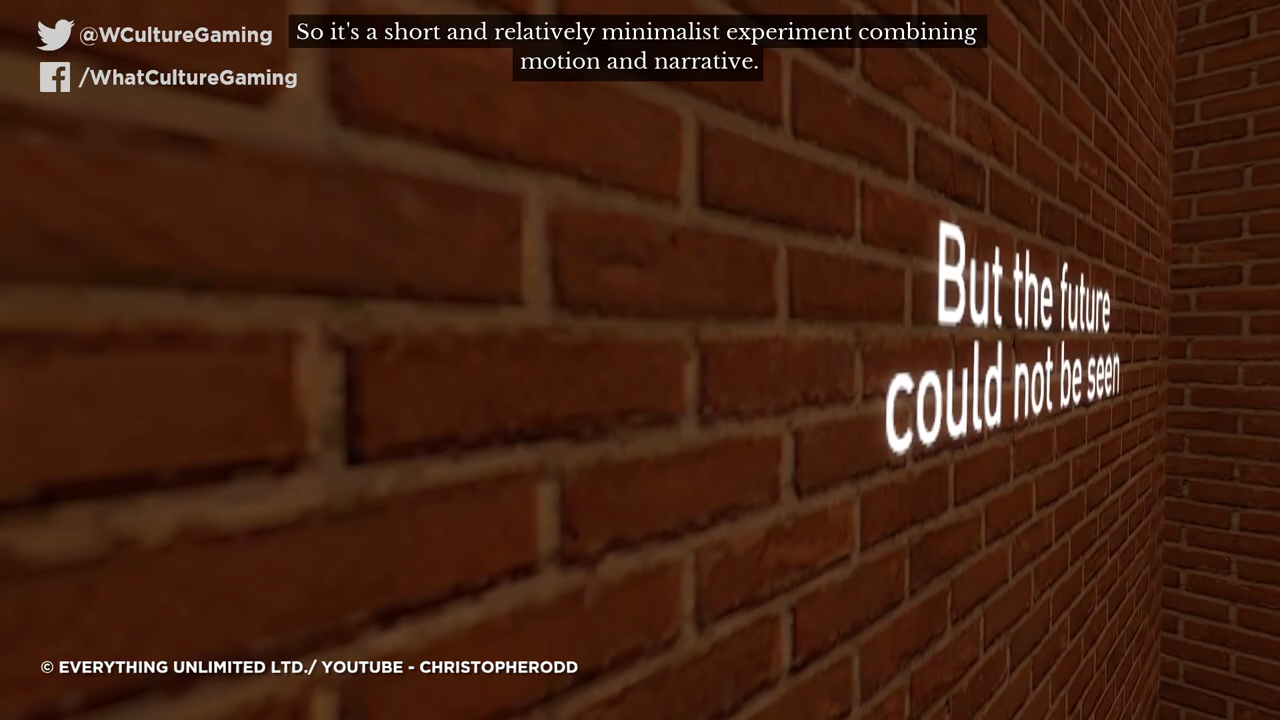 @WCultureGaming
/WhatCultureGaming
So it's a short and relatively minimalist experiment combining
motion and narrative.
But the future
could not be seen
© EVERYTHING UNLIMITED LTD./ YOUTUBE - CHRISTOPHERODD